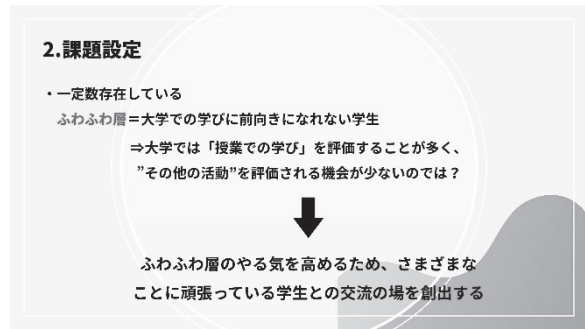 2.課題設定
・一定数存在している
ふわふわ層＝大学での学びに前向きになれない学生
⇒大学では「授業での学び」を評価することが多く、
”その他の活動”を評価される機会が少ないのでは？
ふわふわ層のやる気を高めるため、さまざまな
ことに頑張っている学生との交流の場を創出する